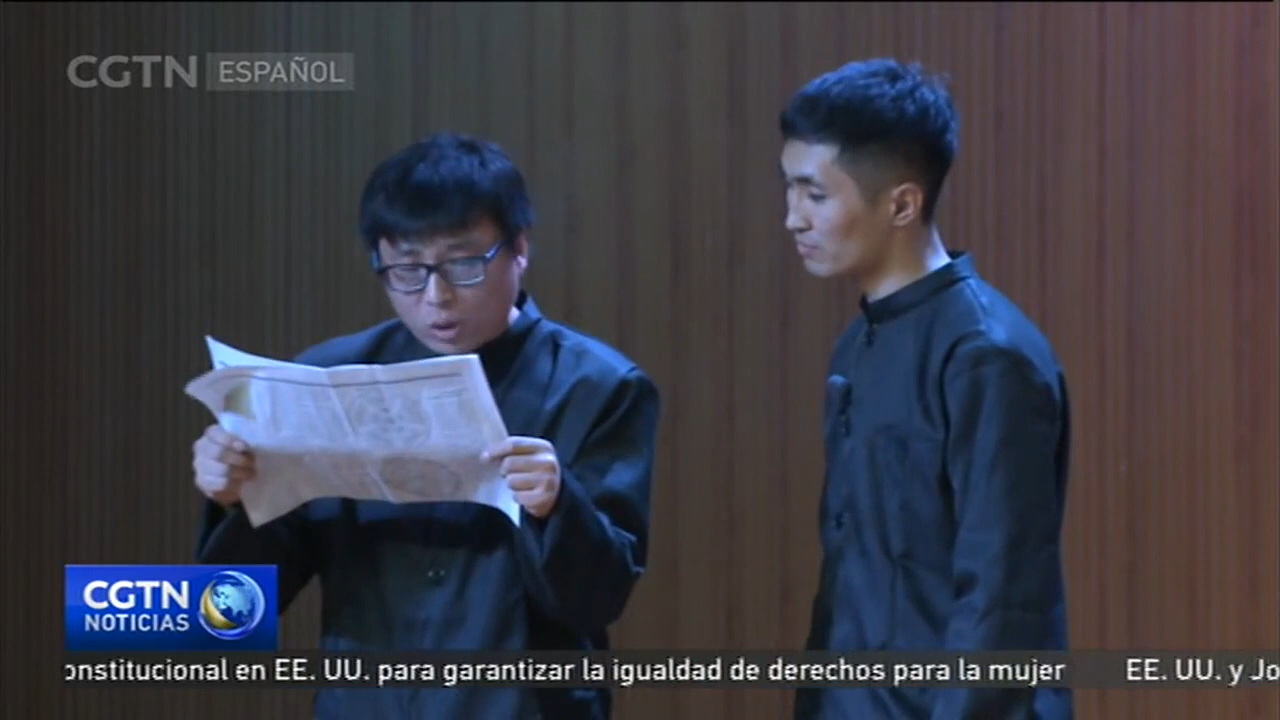 CGTN ESPAÑOL
CGTN
NOTICIAS
onstitucional en EE. UU. para garantizar la igualdad de derechos para la mujer EE. UU. y Jo